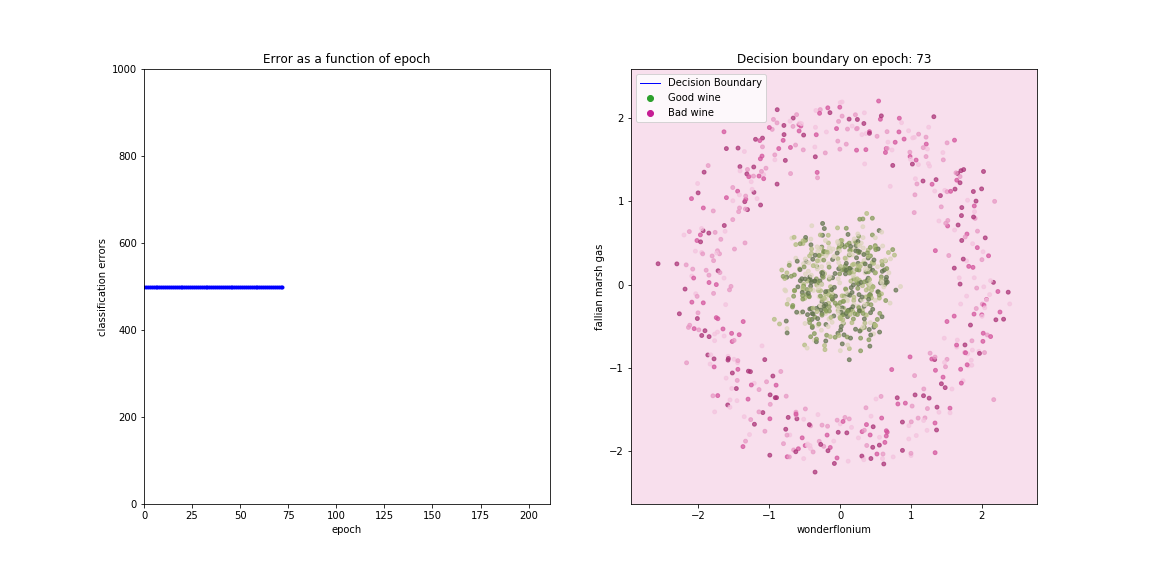 Error as a function of epoch
1000
800
600
400
200
0
classification errors
0 25 50 75 100 125 150 175 200
epoch
Decision boundary on epoch: 73
Decision Boundary
Good wine
Bad wine
2
1
0
−1
−2
fallian marsh gas
−2 −1 0 1 2
wonderflonium